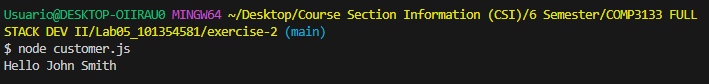 Usuario@DESKTOP-OIIRAU0 MINGW64 ~/Desktop/Course Section Information (CSI)/6 Semester/COMP3133 FULL
STACK DEV II/Lab05_101354581/exercise-2 (main)
$ node customer.js
Hello John Smith